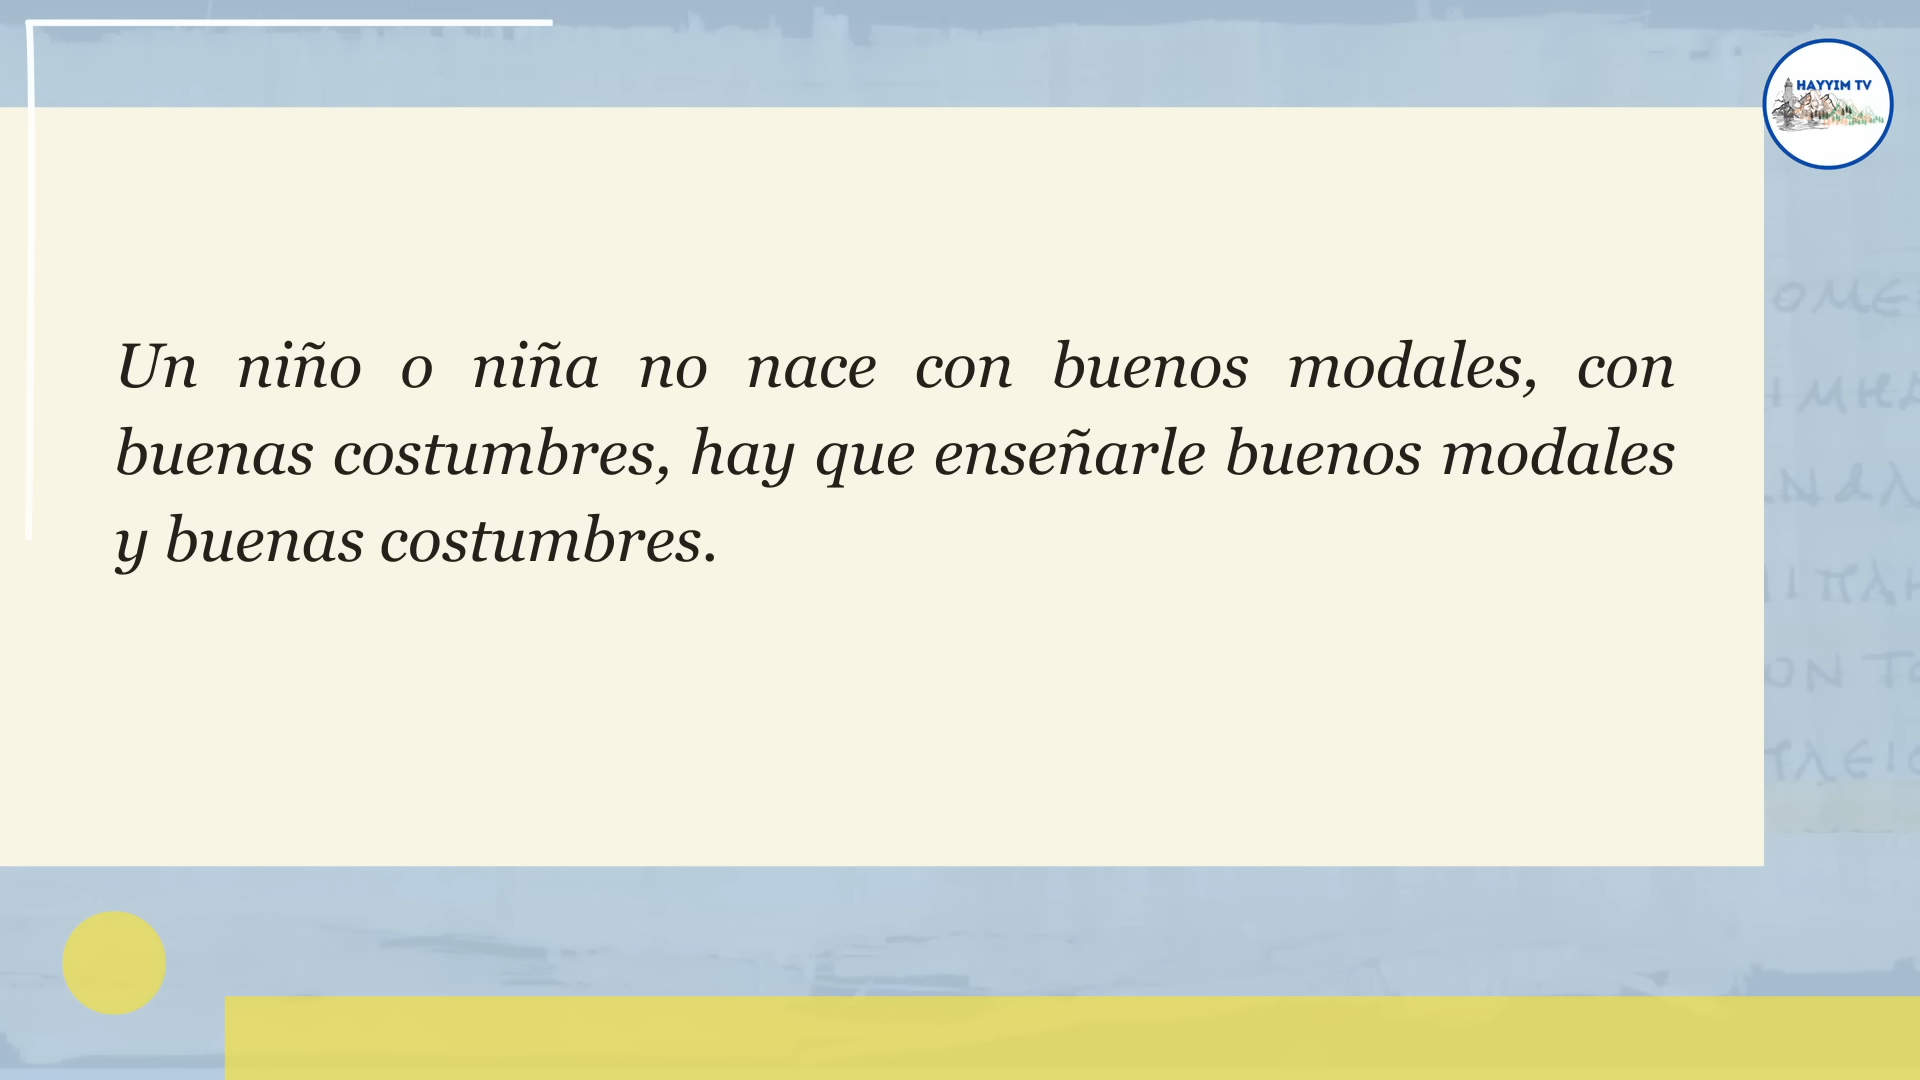 HAYYIM TV
Un niño o niña no nace con buenos modales, con
buenas costumbres, hay que enseñarle buenos modales
y buenas costumbres.